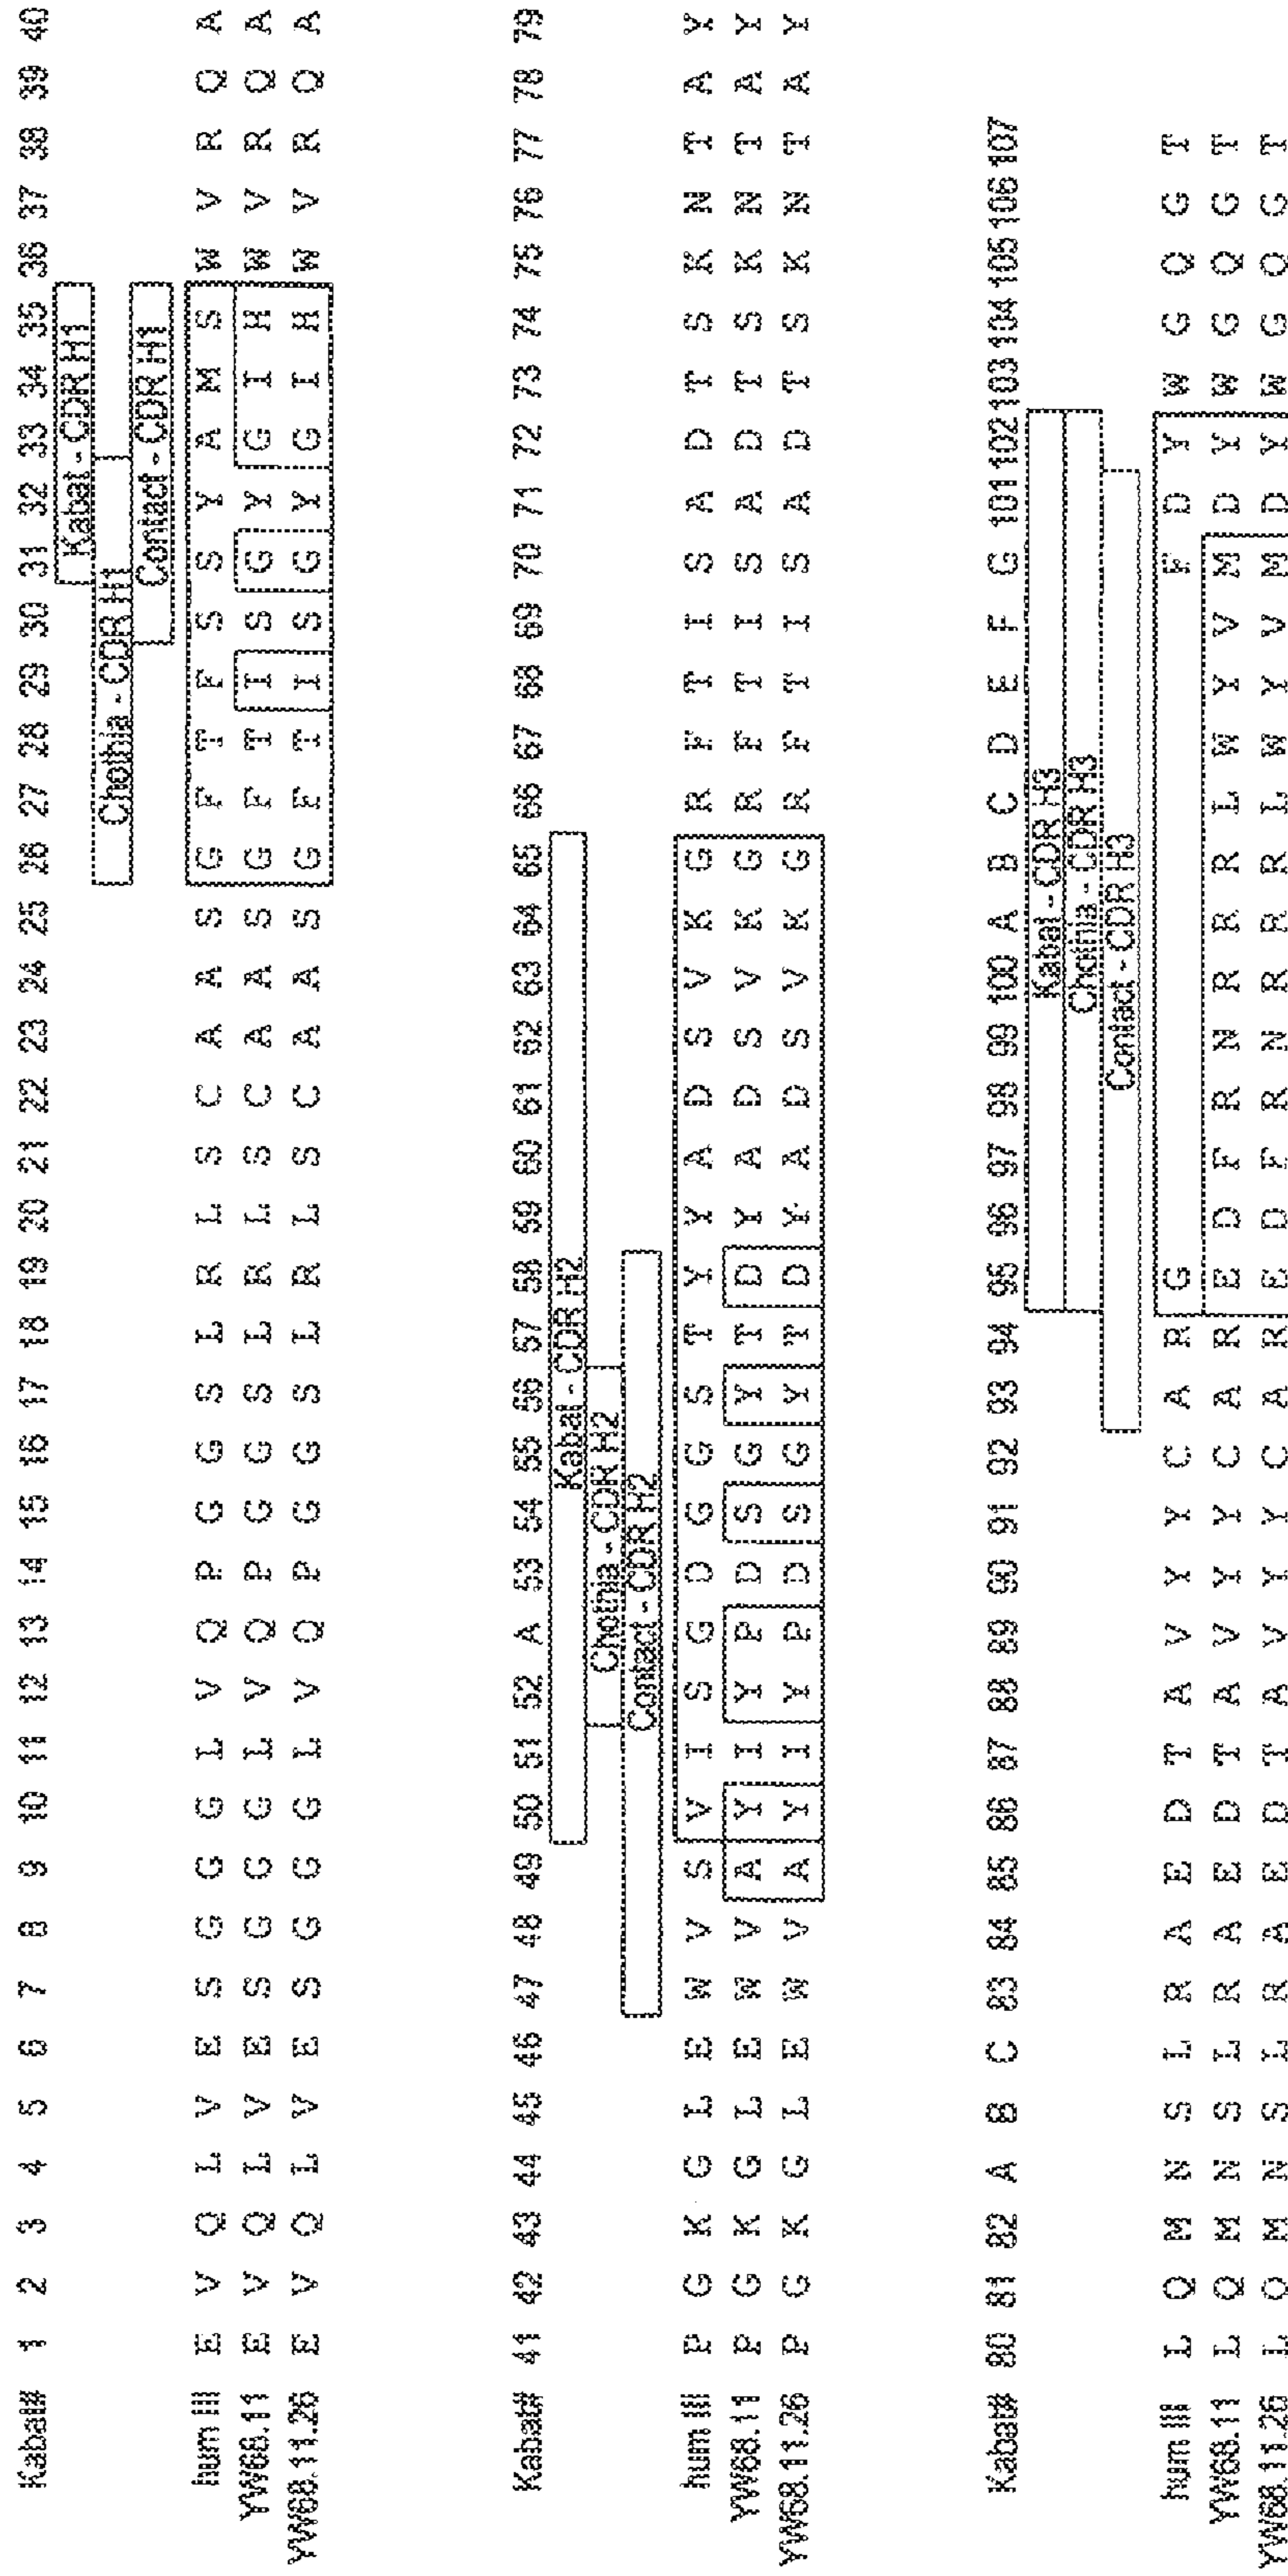 Kabat# 1 2 3 4 5 6 7 8 9 10 11 12 13 14 15 16 17 18 19 20 21 22 23 24 25 26 27 28 29 30 31 32 33 34 35 36 37 38 39 40
Kabat - CDR H1
Chothia - CDR H1
Contact - CDR H1
hum III E V Q L V E S G G G L V Q P G G S L R L S C A A S G F T F S S Y A M S W V R Q A
YW68.11 E V Q L V E S G G G L V Q P G G S L R L S C A A S G F T I S G Y G I H W V R Q A
YW68.11.26 E V Q L V E S G G G L V Q P G G S L R L S C A A S G F T I S G Y G I H W V R Q A
Kabat# 41 42 43 44 45 46 47 48 49 50 51 52 A 53 54 55 56 57 58 59 60 61 62 63 64 65 66 67 68 69 70 71 72 73 74 75 76 77 78 79
Kabat - CDR H2
Chothia - CDR H2
Contact - CDR H2
hum III P G K G L E W V S V I S G D G G S T Y Y A D S V K G R F T I S A D T S K N T A Y
YW68.11 P G K G L E W V A Y I Y P D S G Y T D Y A D S V K G R F T I S A D T S K N T A Y
YW68.11.26 P G K G L E W V A Y I Y P D S G Y T D Y A D S V K G R F T I S A D T S K N T A Y
Kabat# 80 81 82 A B C 83 84 85 86 87 88 89 90 91 92 93 94 95 96 97 98 99 100 A B C D E F G 101 102 103 104 105 106 107
Kabat - CDR H3
Chothia - CDR H3
Contact - CDR H3
hum III L Q M N S L R A E D T A V Y Y C A R G F D Y W G Q G T
YW68.11 L Q M N S L R A E D T A V Y Y C A R E D F R N R R R L W Y V M D Y W G Q G T
YW68.11.26 L Q M N S L R A E D T A V Y Y C A R E D F R N R R R L W Y V M D Y W G Q G T